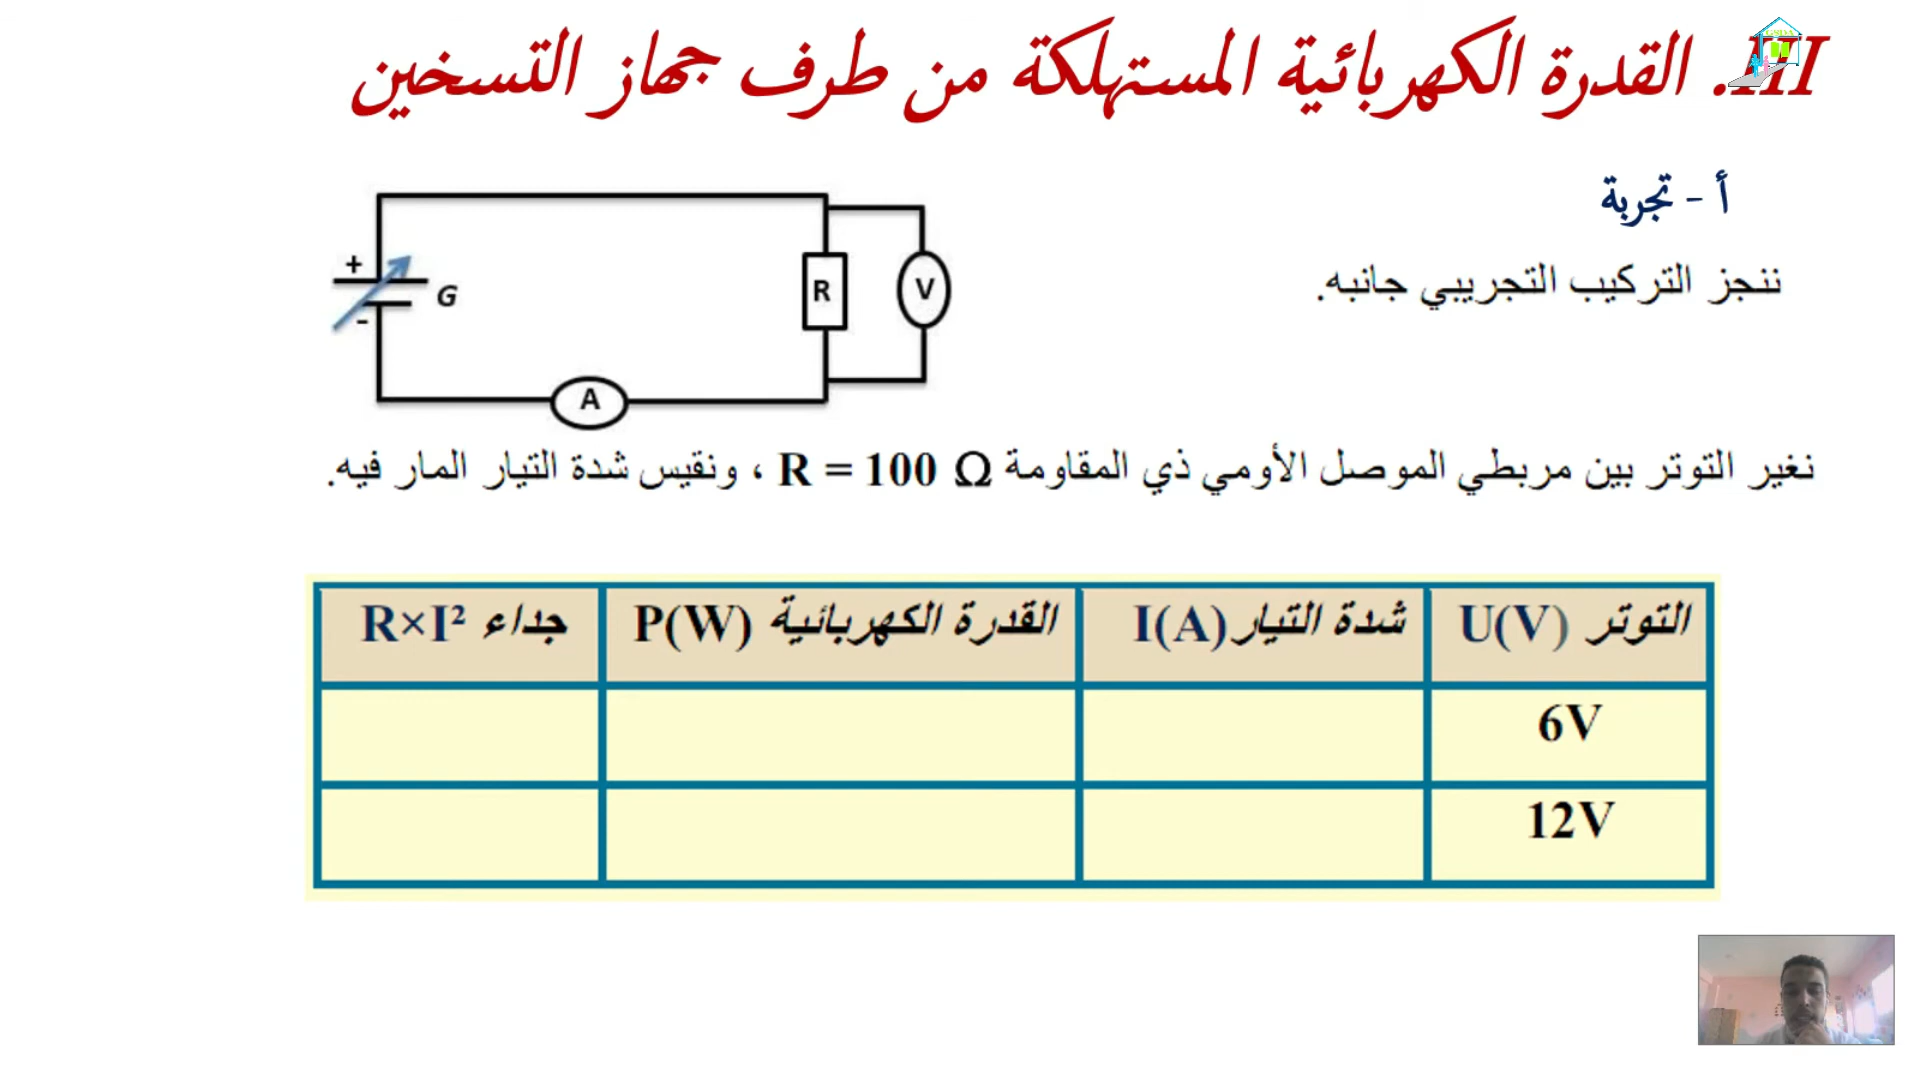 III. القدرة الكهربائية المستهلكة من طرف جهاز التسخين
أ - تجربة
ننجز التركيب التجريبي جانبه.
+
-
G
R
V
A
نغير التوتر بين مربطي الموصل الأومي ذي المقاومة R = 100 Ω ، ونقيس شدة التيار المار فيه.
التوتر U(V)
شدة التيار I(A)
القدرة الكهربائية P(W)
جداء R×I²
6V
12V